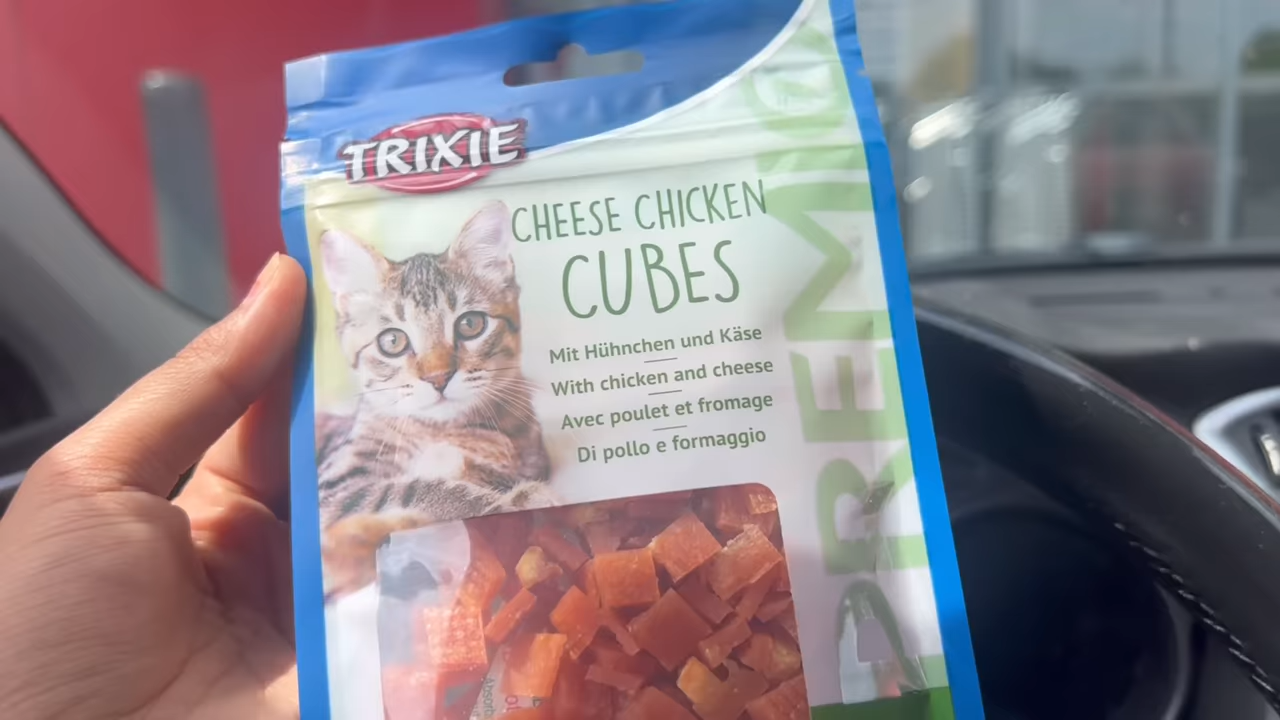 TRIXIE
CHEESE CHICKEN
CUBES
Mit Hühnchen und Käse
With chicken and cheese
Avec poulet et fromage
Di pollo e formaggio
PREMIO